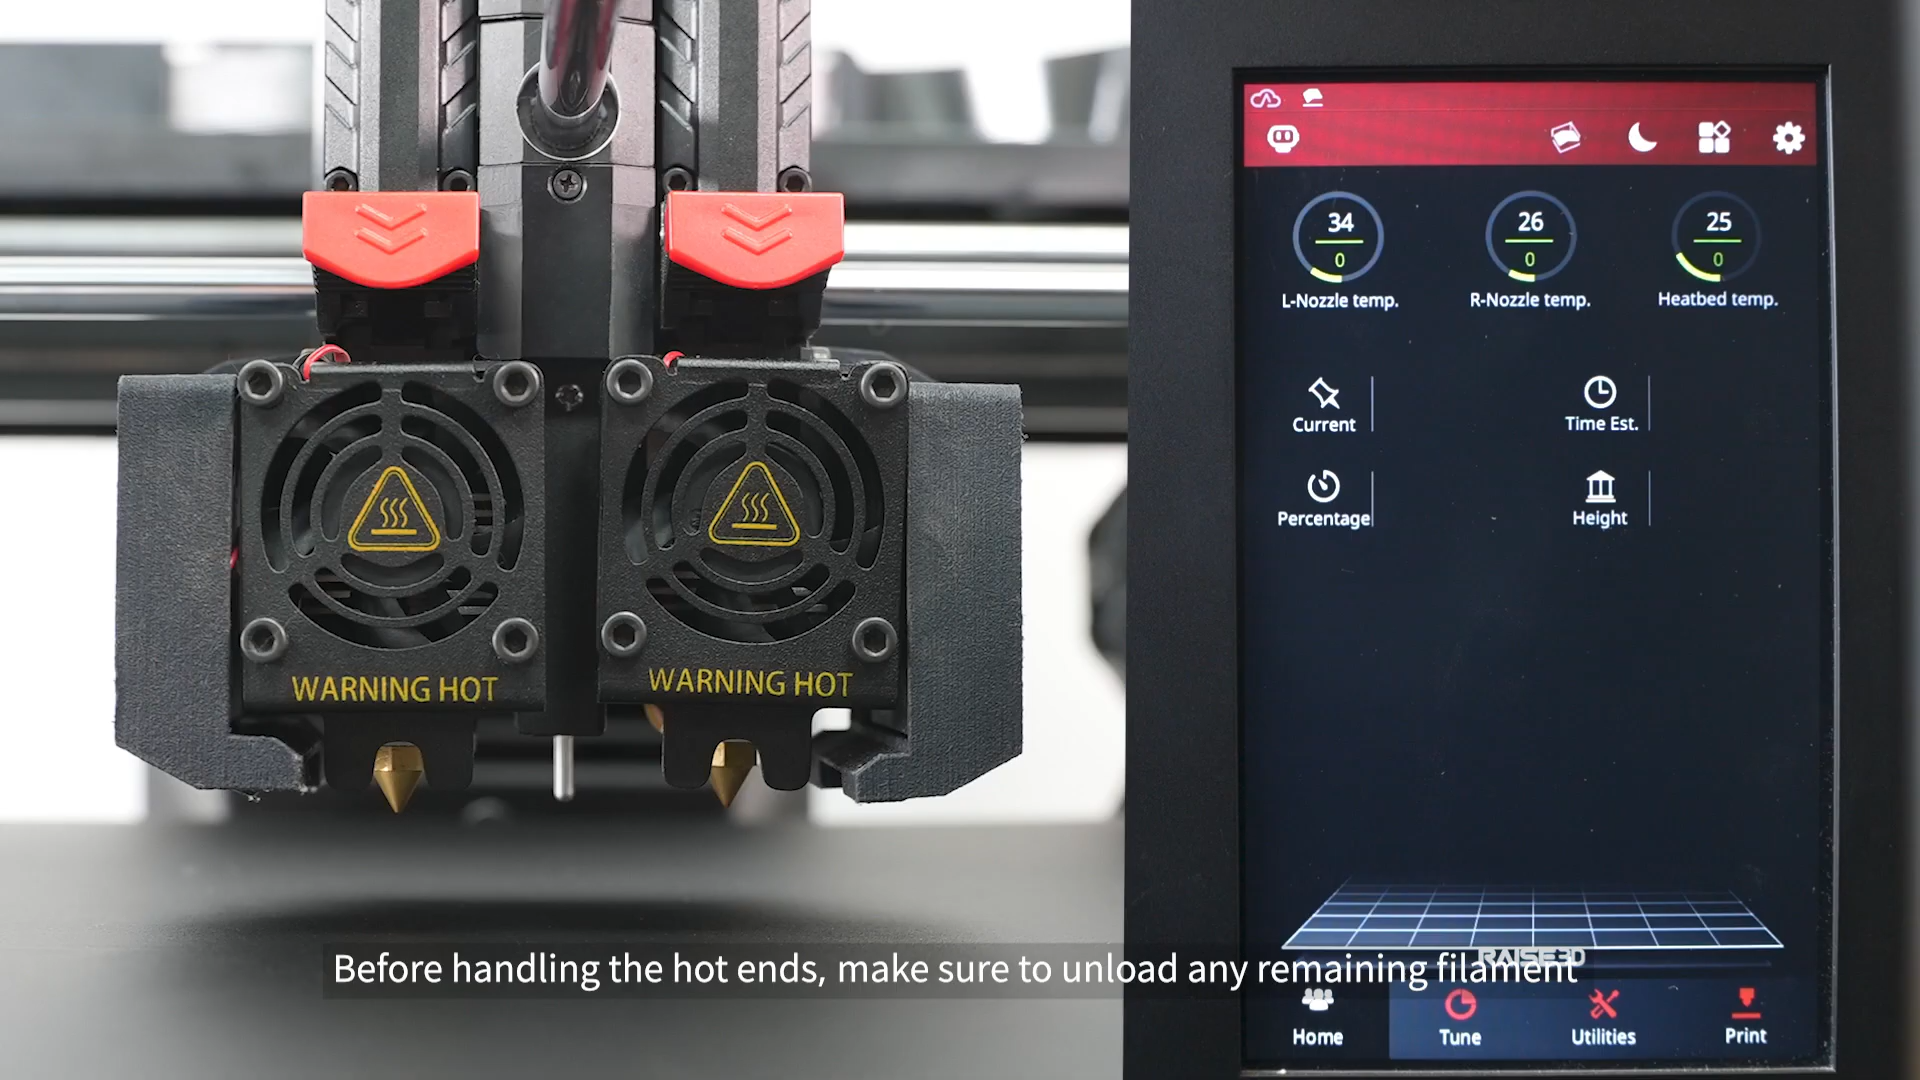 34
0
L-Nozzle temp.
26
0
R-Nozzle temp.
25
0
Heatbed temp.
Current
Time Est.
Percentage
Height
WARNING HOT
WARNING HOT
RAISE3D
Before handling the hot ends, make sure to unload any remaining filament
Home
Tune
Utilities
Print